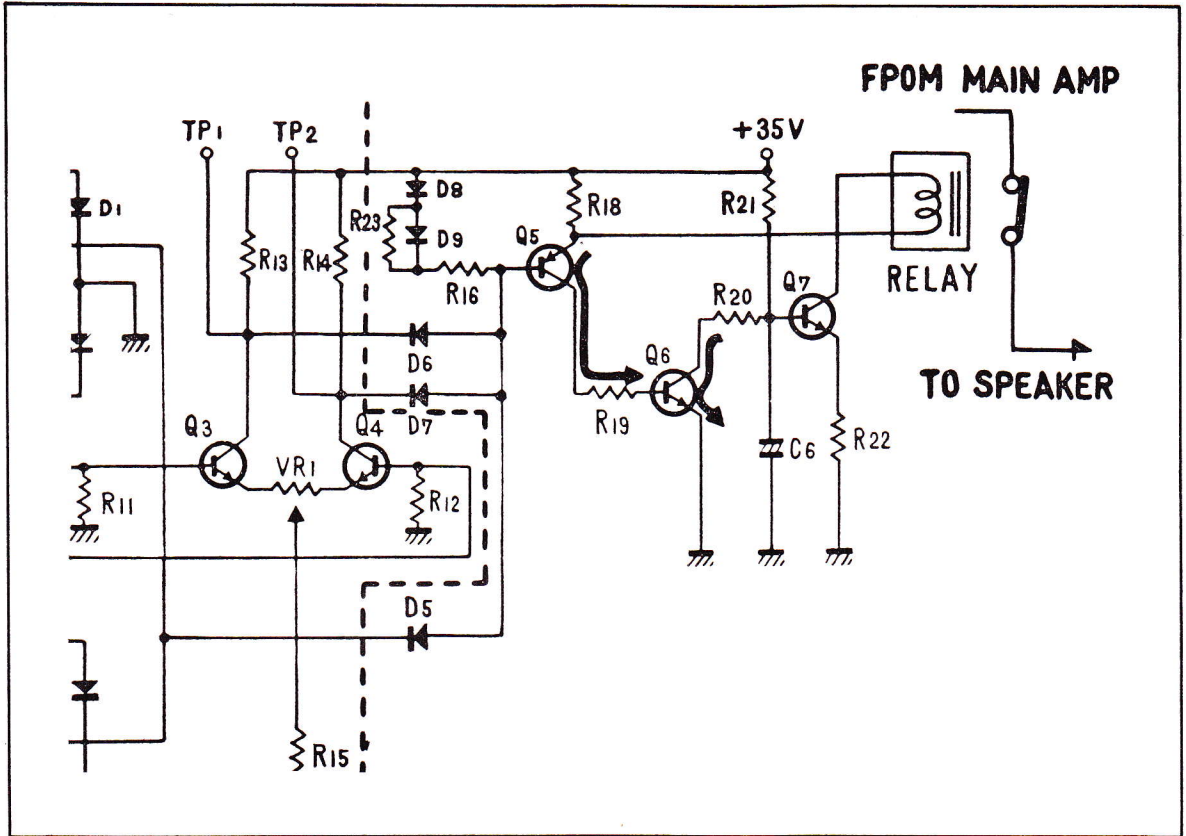 FPOM MAIN AMP
TP1
TP2
+35V
D1
D8
R23
D9
R18
R21
Q5
R13
R14
R16
RELAY
R20
Q7
D6
Q6
TO SPEAKER
D7
R19
Q3
Q4
VR1
C6
R22
R11
R12
D5
R15